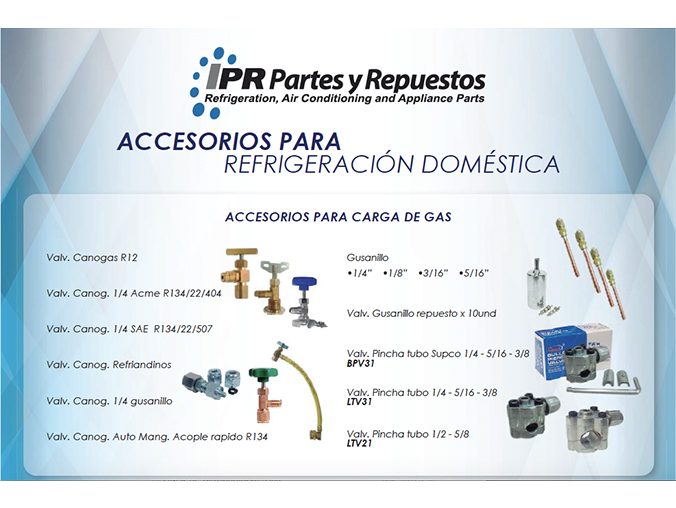 iPR Partes y Repuestos
Refrigeration, Air Conditioning and Appliance Parts
ACCESORIOS PARA
REFRIGERACIÓN DOMÉSTICA
ACCESORIOS PARA CARGA DE GAS
Valv. Canogas R12
Valv. Canog. 1/4 Acme R134/22/404
Valv. Canog. 1/4 SAE R134/22/507
Valv. Canog. Refriandinos
Valv. Canog. 1/4 gusanillo
Valv. Canog. Auto Mang. Acople rapido R134
Gusanillo
•1/4" •1/8" •3/16" •5/16"
Valv. Gusanillo repuesto x 10und
Valv. Pincha tubo Supco 1/4 - 5/16 - 3/8
BPV31
Valv. Pincha tubo 1/4 - 5/16 - 3/8
LTV31
Valv. Pincha tubo 1/2 - 5/8
LTV21